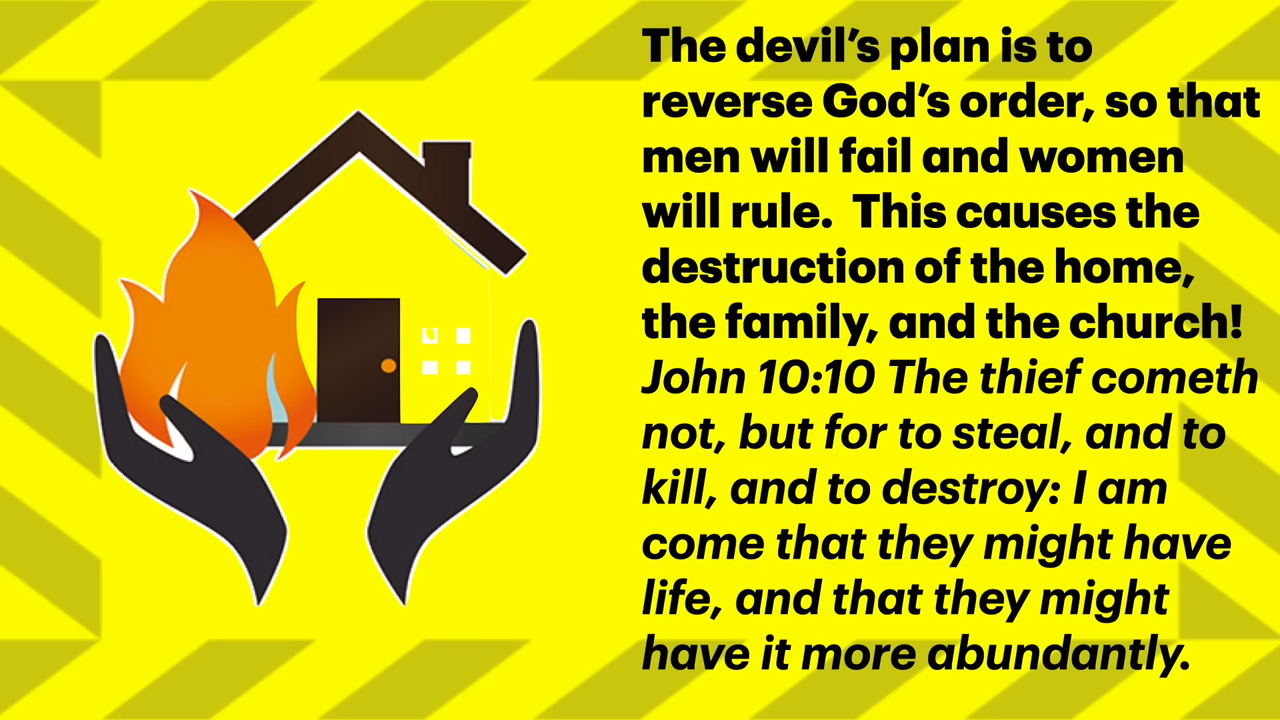 The devil’s plan is to
reverse God’s order, so that
men will fail and women
will rule.  This causes the
destruction of the home,
the family, and the church!
John 10:10 The thief cometh
not, but for to steal, and to
kill, and to destroy: I am
come that they might have
life, and that they might
have it more abundantly.